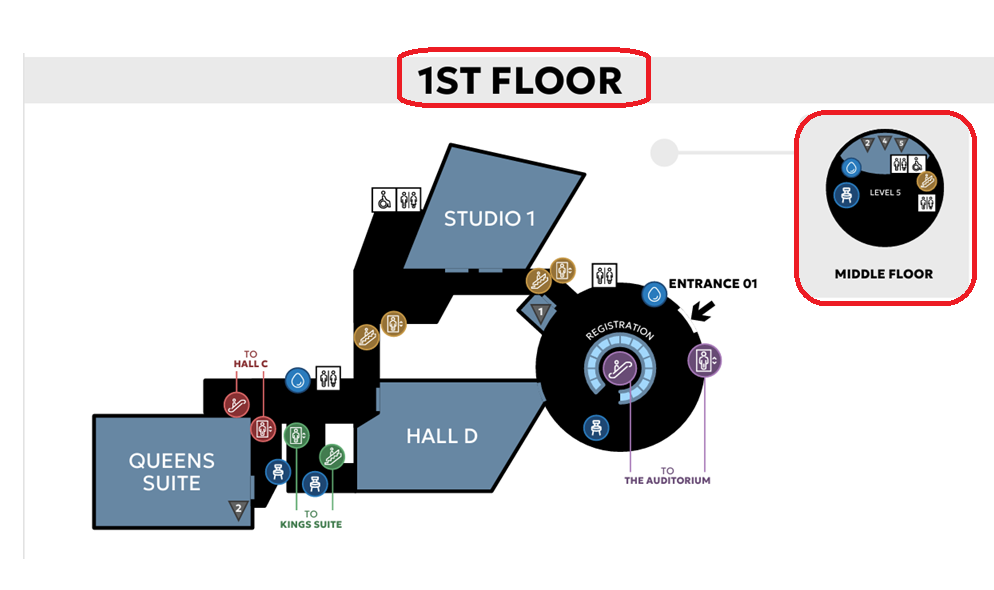 1ST FLOOR
2 4 5
LEVEL 5
MIDDLE FLOOR
STUDIO 1
ENTRANCE 01
1
REGISTRATION
TO
HALL C
HALL D
QUEENS
SUITE
2
TO
KINGS SUITE
TO
THE AUDITORIUM